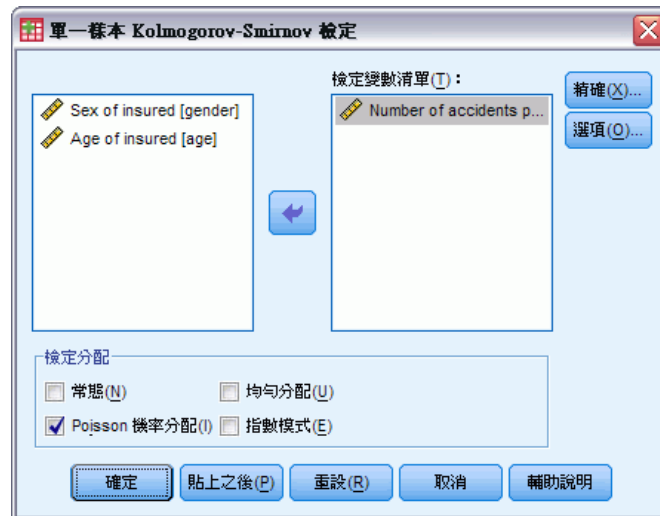 單一樣本 Kolmogorov-Smirnov 檢定
檢定變數清單(T)：
Sex of insured [gender]
Age of insured [age]
Number of accidents p...
精確(X)...
選項(O)...
檢定分配
常態(N)
均勻分配(U)
Poisson 機率分配(I)
指數模式(E)
確定
貼上之後(P)
重設(R)
取消
輔助說明